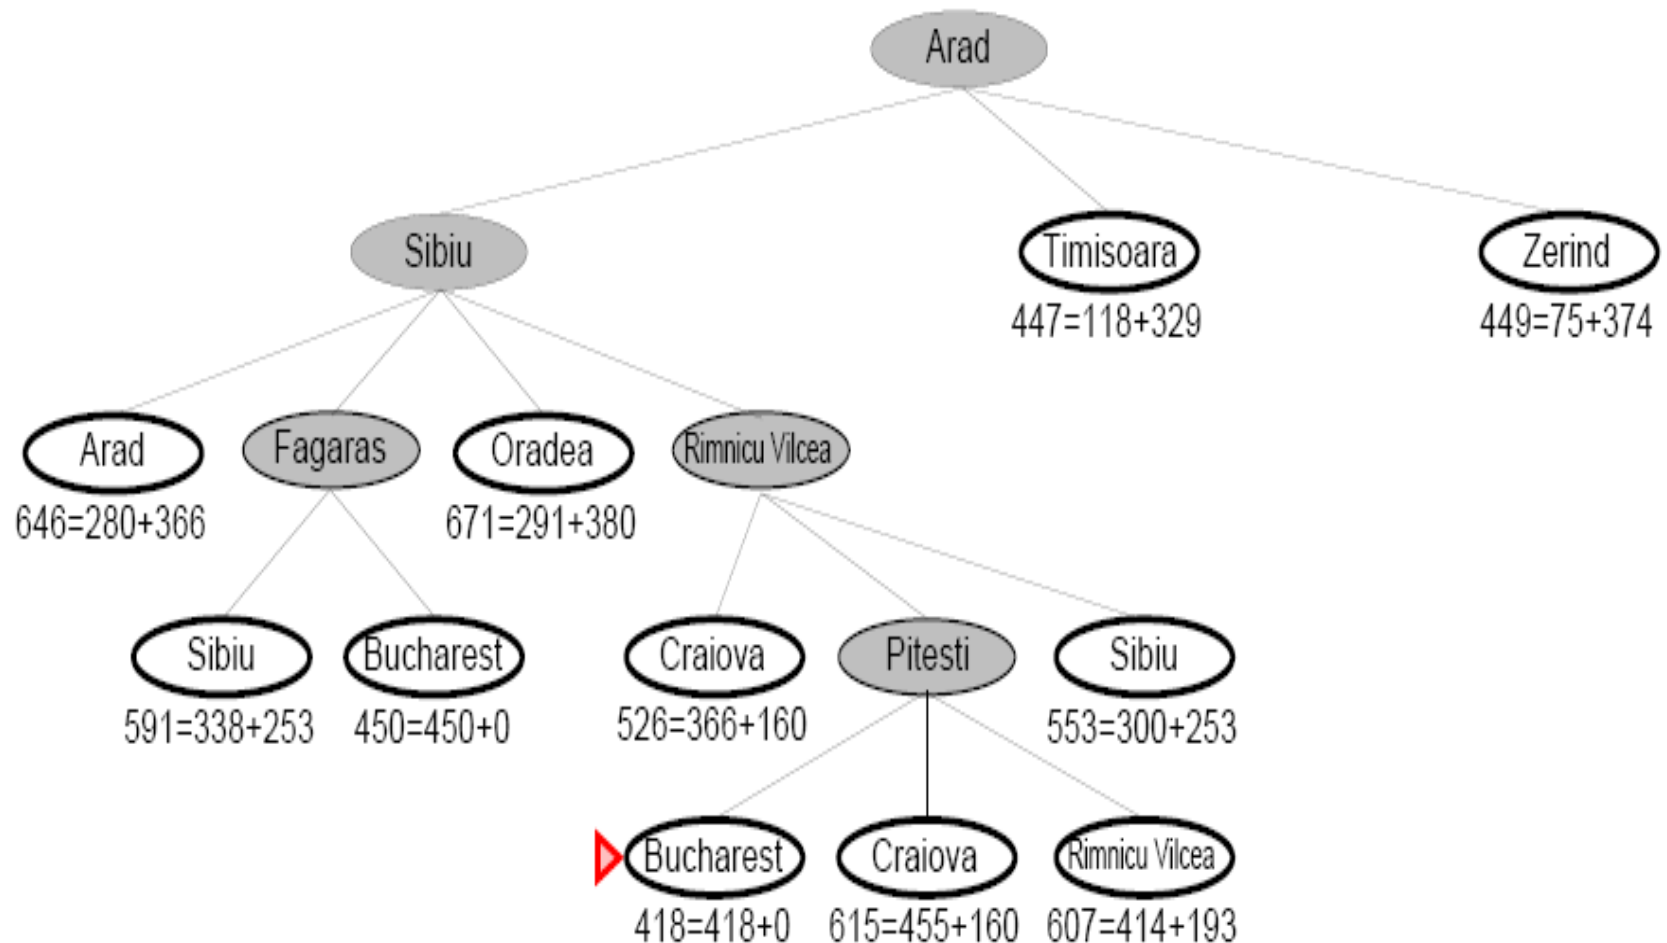 Arad
Sibiu
Timisoara
Zerind
447=118+329
449=75+374
Arad
Fagaras
Oradea
Rimnicu Vilcea
646=280+366
671=291+380
Sibiu
Bucharest
Craiova
Pitesti
Sibiu
591=338+253
450=450+0
526=366+160
553=300+253
Bucharest
Craiova
Rimnicu Vilcea
418=418+0
615=455+160
607=414+193